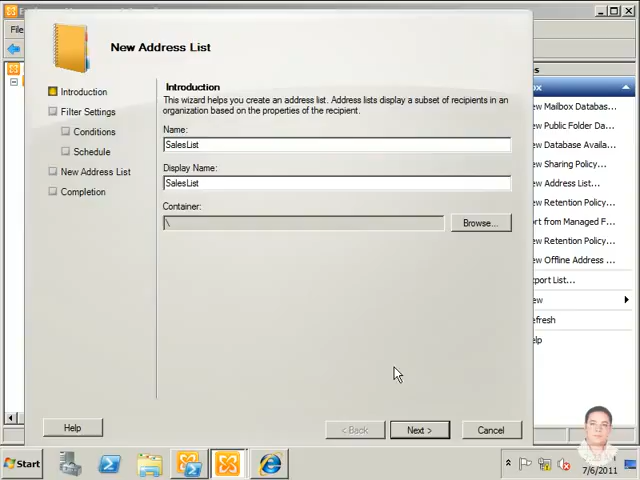 File
New Address List
Introduction
Filter Settings
Conditions
Schedule
New Address List
Completion
Introduction
This wizard helps you create an address list. Address lists display a subset of recipients in an
organization based on the properties of the recipient.
Name:
SalesList
Display Name:
SalesList
Container:
\
Browse...
Help
< Back
Next >
Cancel
ew Mailbox Databas...
ew Public Folder Da...
ew Database Availa...
ew Sharing Policy...
ew Address List...
ew Retention Policy...
port from Managed F...
ew Retention Policy...
ew Offline Address ...
xport List...
ew
efresh
elp
Start
7/6/2011